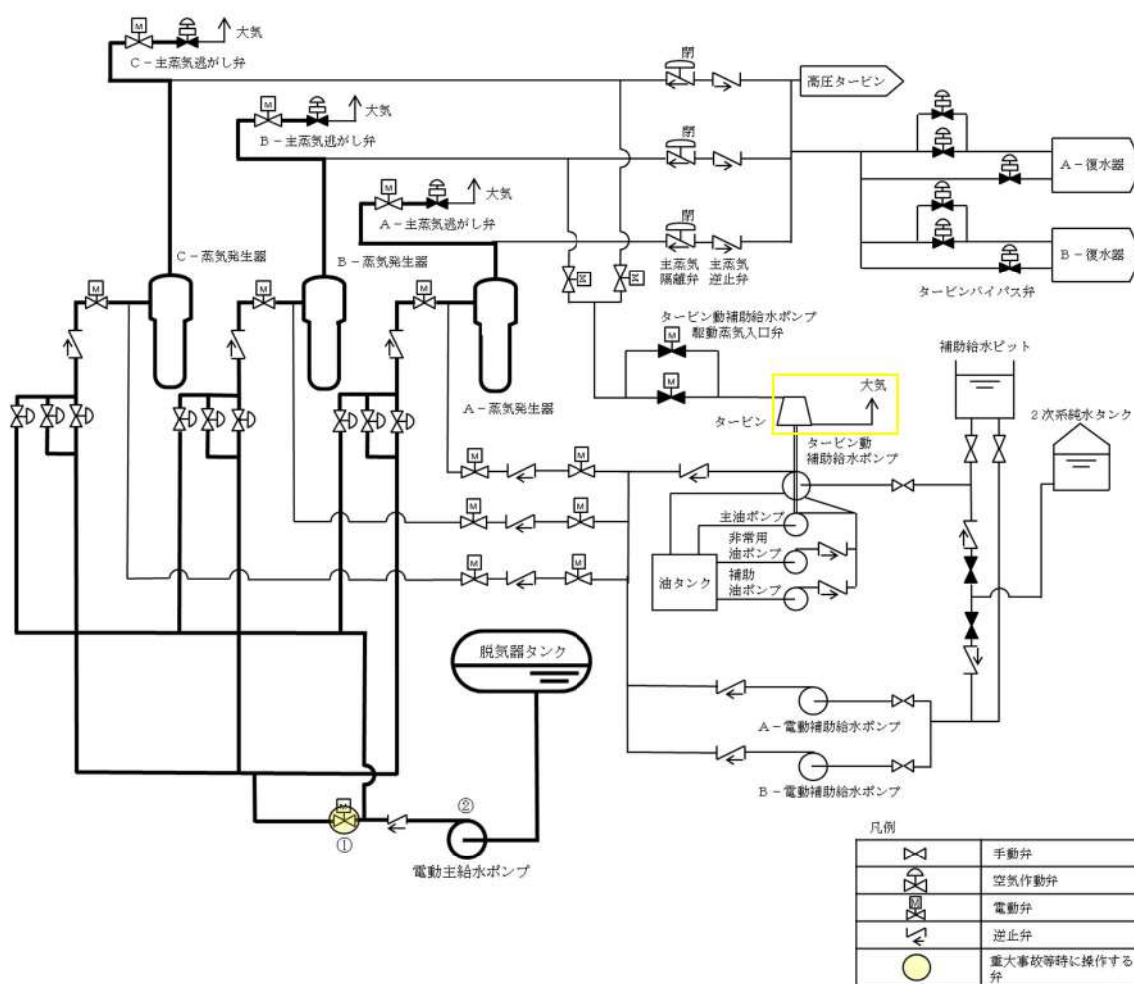 大気
C-主蒸気逃がし弁
大気
B-主蒸気逃がし弁
大気
A-主蒸気逃がし弁
閉
閉
閉
高圧タービン
A-復水器
B-復水器
タービンバイパス弁
主蒸気
隔離弁
主蒸気
逆止弁
C-蒸気発生器
B-蒸気発生器
A-蒸気発生器
タービン動補助給水ポンプ
駆動蒸気入口弁
補助給水ピット
2次系純水タンク
大気
タービン
タービン動
補助給水ポンプ
主油ポンプ
非常用
油ポンプ
補助
油ポンプ
油タンク
脱気器タンク
A-電動補助給水ポンプ
B-電動補助給水ポンプ
①
②
電動主給水ポンプ
凡例
手動弁
空気作動弁
M
電動弁
逆止弁
重大事故等時に操作する
弁